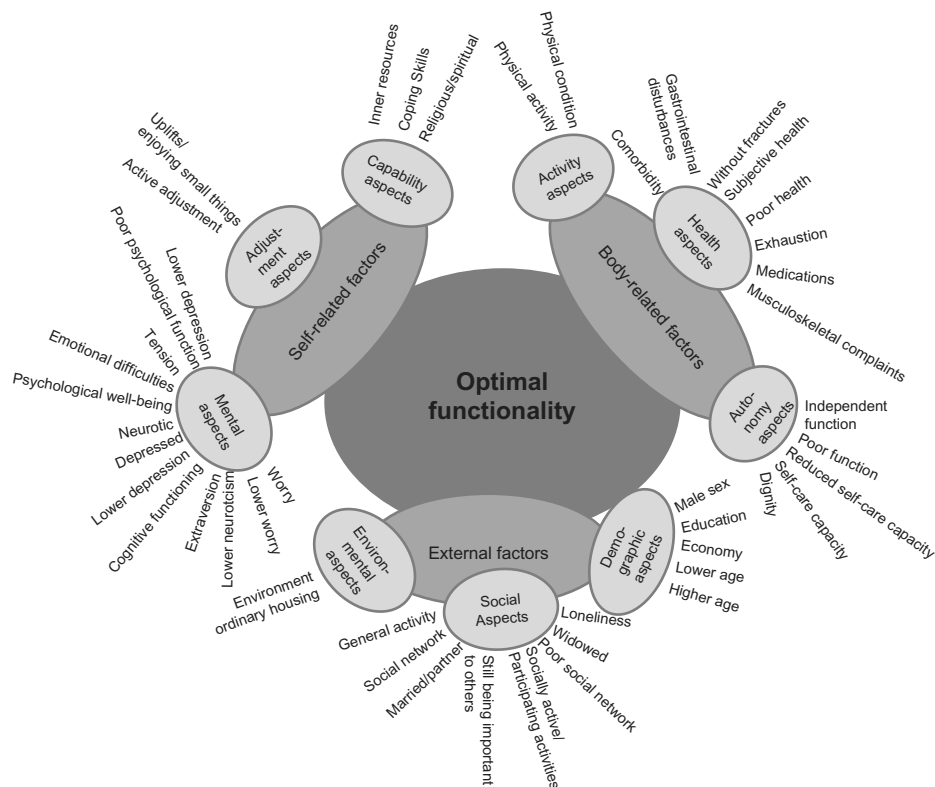 Optimal
functionality
Self-related factors
Capability
aspects
Inner resources
Coping Skills
Religious/spiritual
Adjust-
ment
aspects
Uplifts/
enjoying small things
Active adjustment
Mental
aspects
Lower depression
Poor psychological function
Tension
Emotional difficulties
Psychological well-being
Neurotic
Depressed
Lower depression
Cognitive functioning
Extraversion
Lower neurotcism
Lower worry
Worry
Body-related factors
Activity
aspects
Physical activity
Physical condition
Health
aspects
Comorbidity
Gastrointestinal
disturbances
Without fractures
Subjective health
Poor health
Exhaustion
Medications
Musculoskeletal complaints
Auto-
nomy
aspects
Independent
function
Poor function
Reduced self-care capacity
Self-care capacity
Dignity
External factors
Environ-
mental
aspects
Environment
ordinary housing
Social
Aspects
General activity
Social network
Married/partner
Still being important
to others
Socially active/
Participating activities
Poor social network
Widowed
Loneliness
Demo-
graphic
aspects
Male sex
Education
Economy
Lower age
Higher age